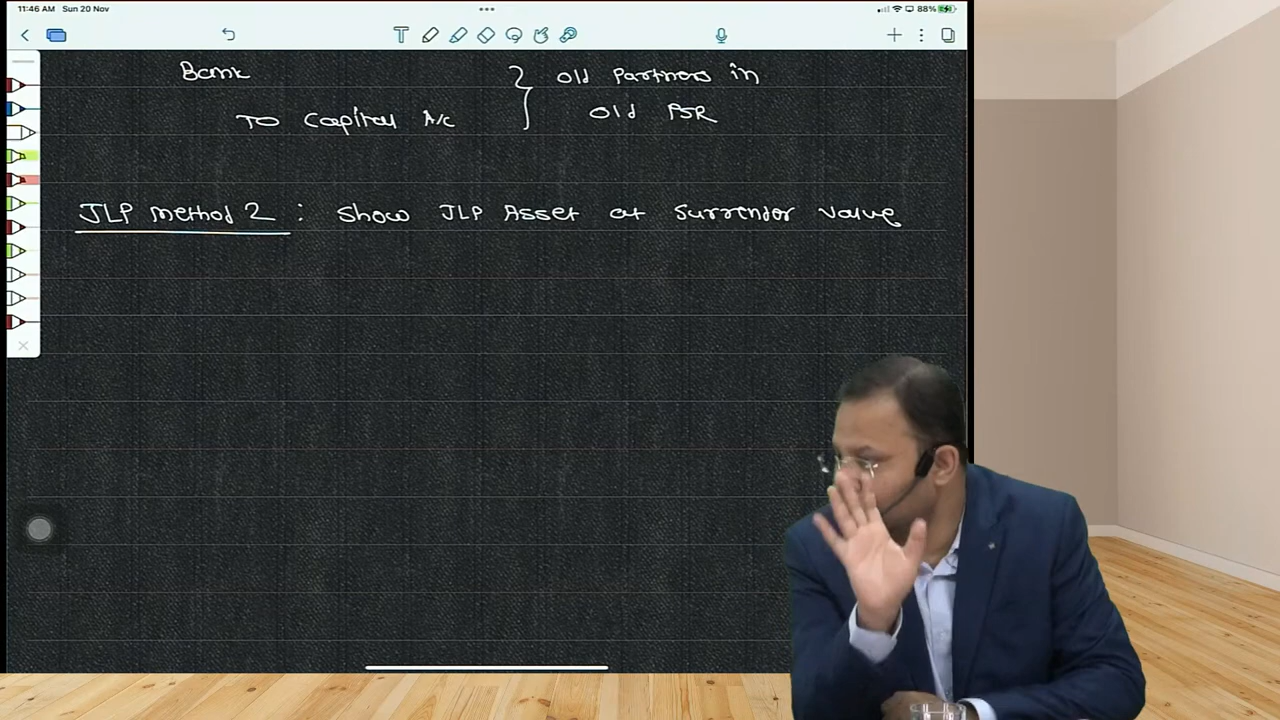 11:46 AM Sun 20 Nov
88%
Bank
To Capital A/c
Old Partners in
Old PSR
JLP Method 2 : Show JLP Asset at Surrender Value